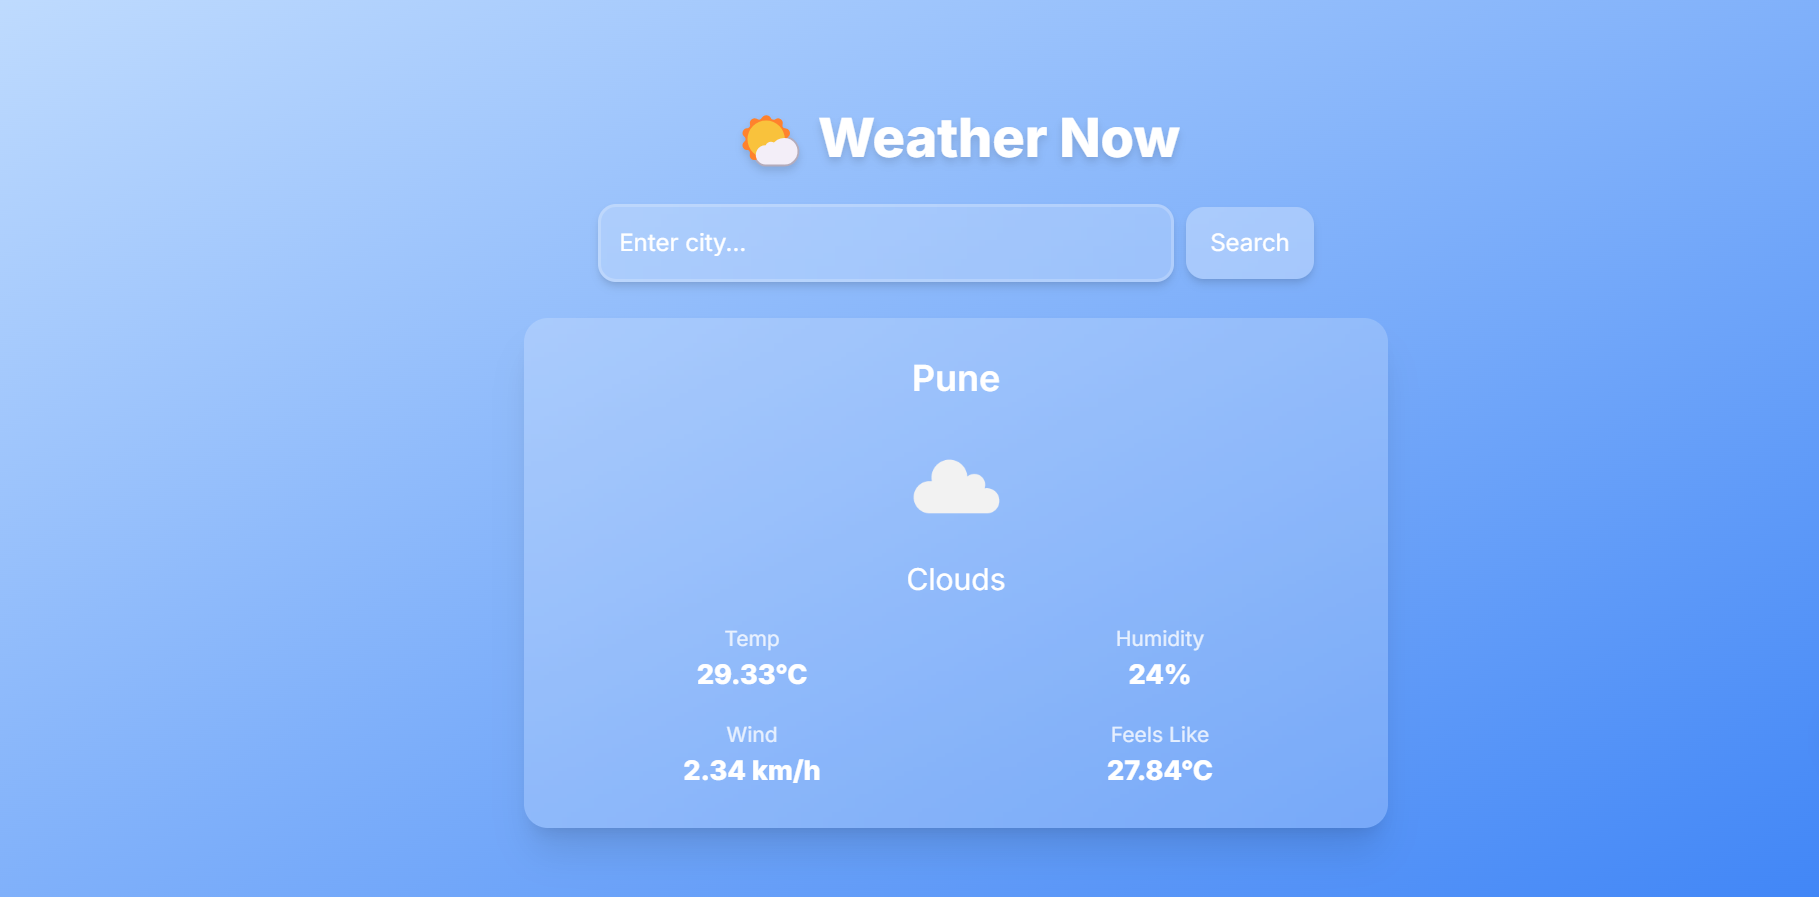 Weather Now
Enter city...
Search
Pune
Clouds
Temp
29.33°C
Humidity
24%
Wind
2.34 km/h
Feels Like
27.84°C